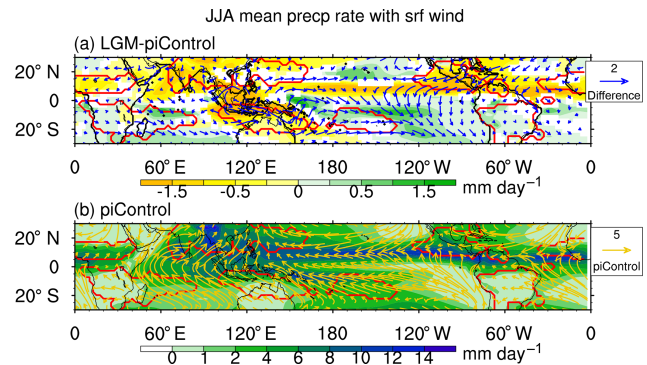 JJA mean precp rate with srf wind
(a) LGM-piControl
20° N
0
20° S
0 60° E 120° E 180 120° W 60° W 0
2
Difference
-1.5 -0.5 0 0.5 1.5 mm day⁻¹
(b) piControl
20° N
0
20° S
0 60° E 120° E 180 120° W 60° W 0
5
piControl
0 1 2 4 6 8 10 12 14 mm day⁻¹